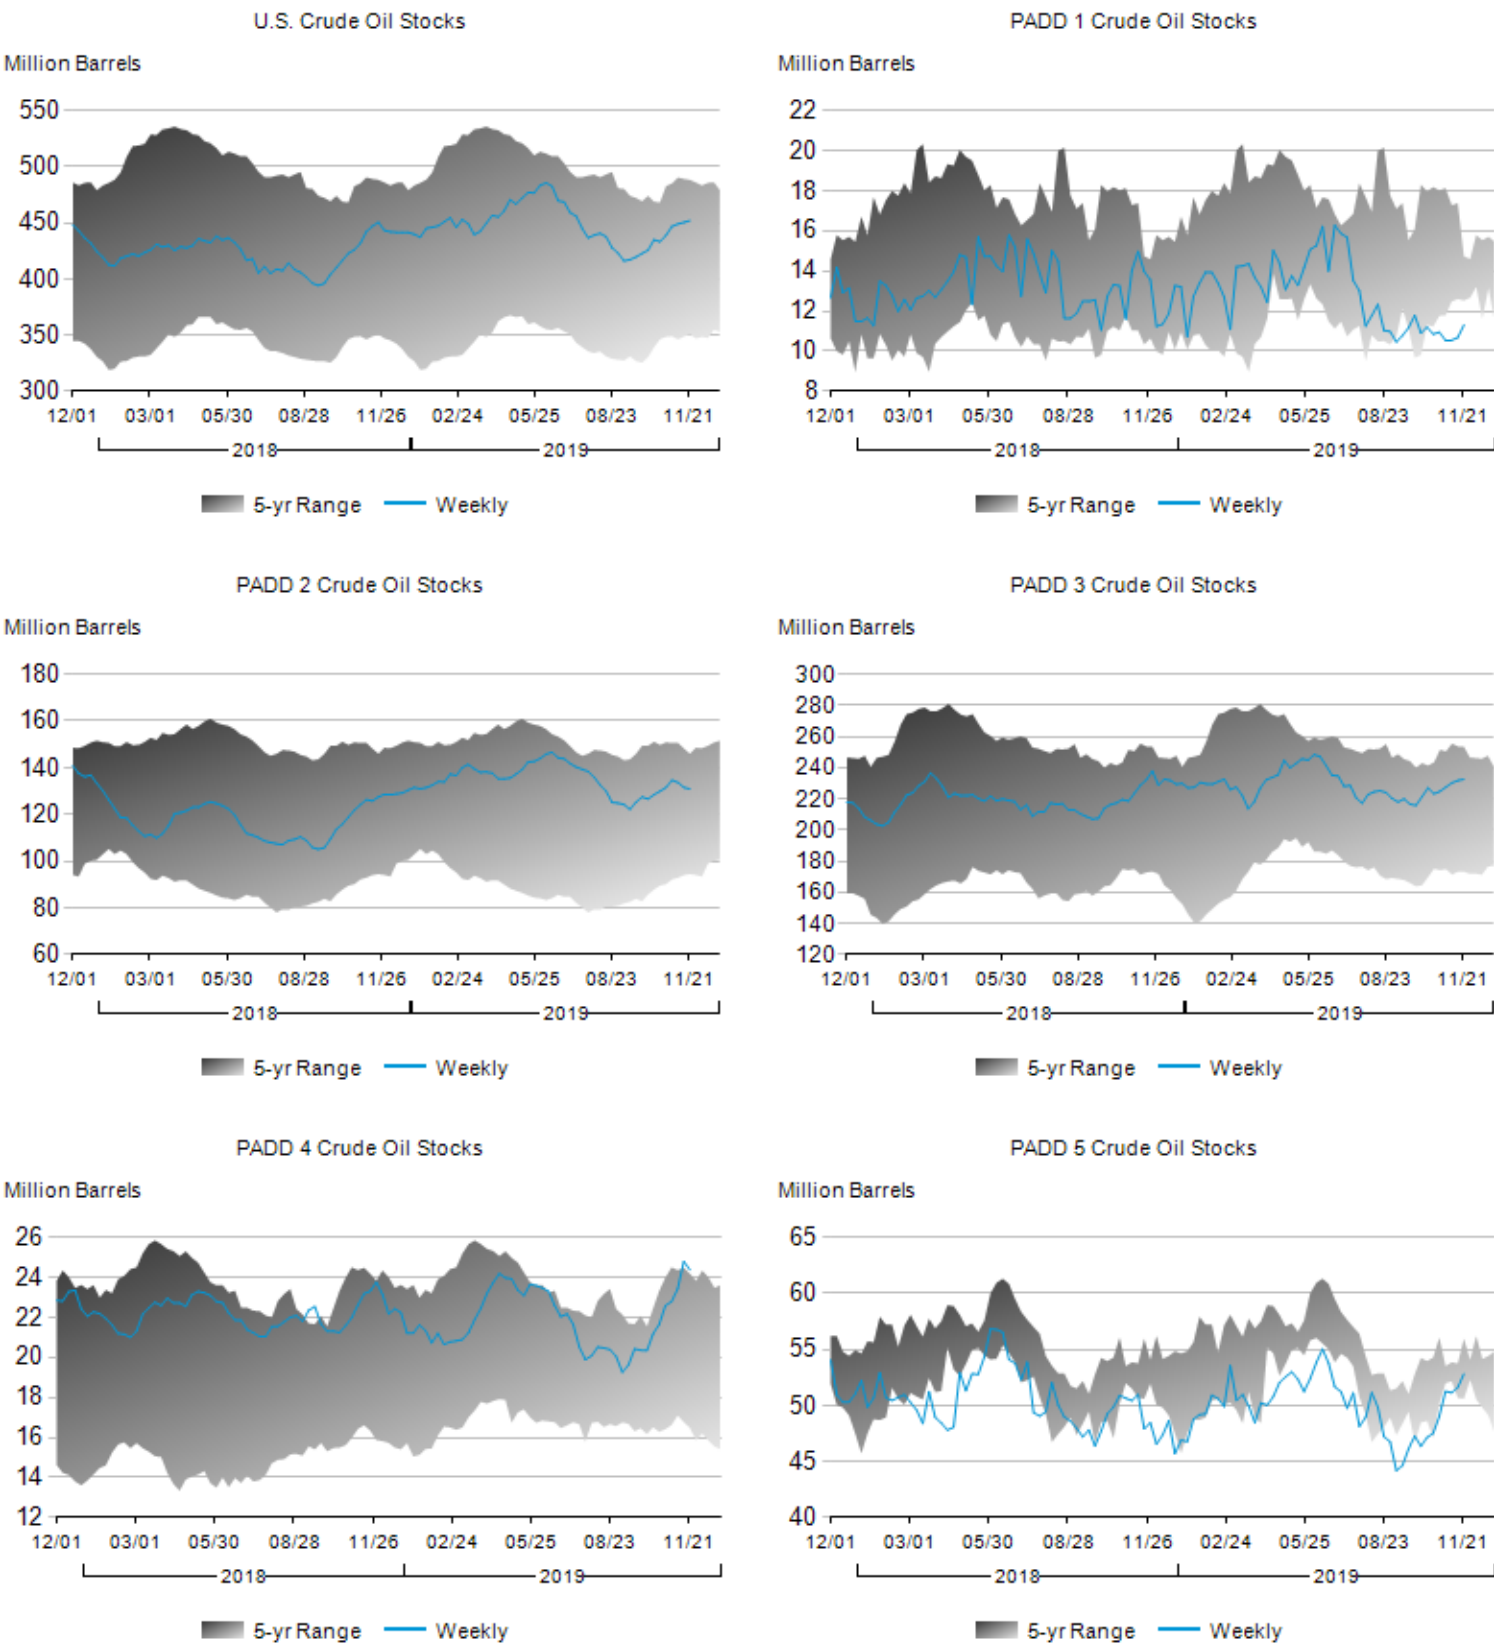 U.S. Crude Oil Stocks
Million Barrels
550
500
450
400
350
300
12/01 03/01 05/30 08/28 11/26 02/24 05/25 08/23 11/21
2018 2019
5-yr Range Weekly
PADD 1 Crude Oil Stocks
Million Barrels
22
20
18
16
14
12
10
8
12/01 03/01 05/30 08/28 11/26 02/24 05/25 08/23 11/21
2018 2019
5-yr Range Weekly
PADD 2 Crude Oil Stocks
Million Barrels
180
160
140
120
100
80
60
12/01 03/01 05/30 08/28 11/26 02/24 05/25 08/23 11/21
2018 2019
5-yr Range Weekly
PADD 3 Crude Oil Stocks
Million Barrels
300
280
260
240
220
200
180
160
140
120
12/01 03/01 05/30 08/28 11/26 02/24 05/25 08/23 11/21
2018 2019
5-yr Range Weekly
PADD 4 Crude Oil Stocks
Million Barrels
26
24
22
20
18
16
14
12
12/01 03/01 05/30 08/28 11/26 02/24 05/25 08/23 11/21
2018 2019
5-yr Range Weekly
PADD 5 Crude Oil Stocks
Million Barrels
65
60
55
50
45
40
12/01 03/01 05/30 08/28 11/26 02/24 05/25 08/23 11/21
2018 2019
5-yr Range Weekly